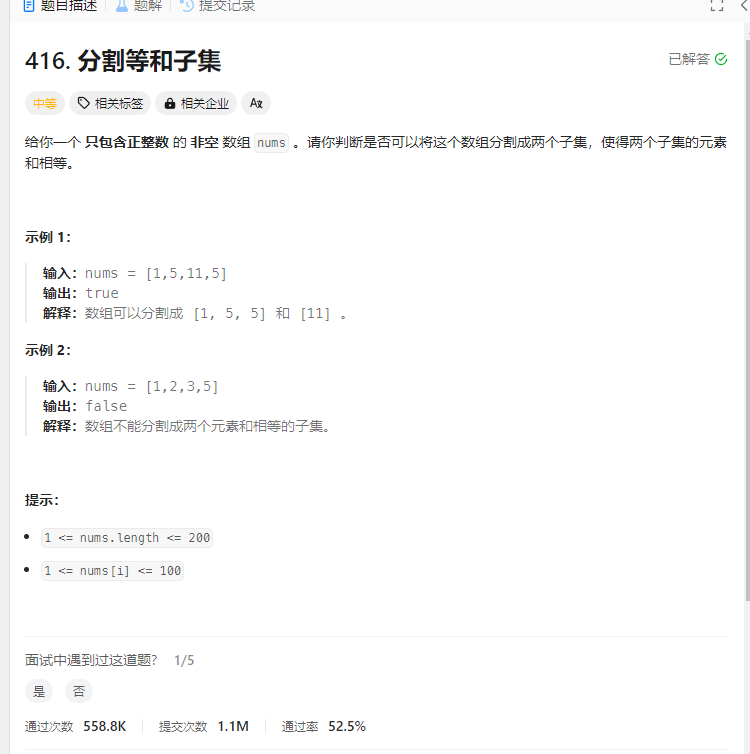 题目描述 题解 提交记录
416. 分割等和子集
已解答
中等 相关标签 相关企业 Aχ
给你一个 只包含正整数 的 非空 数组 nums 。请你判断是否可以将这个数组分割成两个子集，使得两个子集的元素
和相等。
示例 1：
输入：nums = [1,5,11,5]
输出：true
解释：数组可以分割成 [1, 5, 5] 和 [11] 。
示例 2：
输入：nums = [1,2,3,5]
输出：false
解释：数组不能分割成两个元素和相等的子集。
提示：
1 <= nums.length <= 200
1 <= nums[i] <= 100
面试中遇到过这道题? 1/5
是 否
通过次数 558.8K 提交次数 1.1M 通过率 52.5%